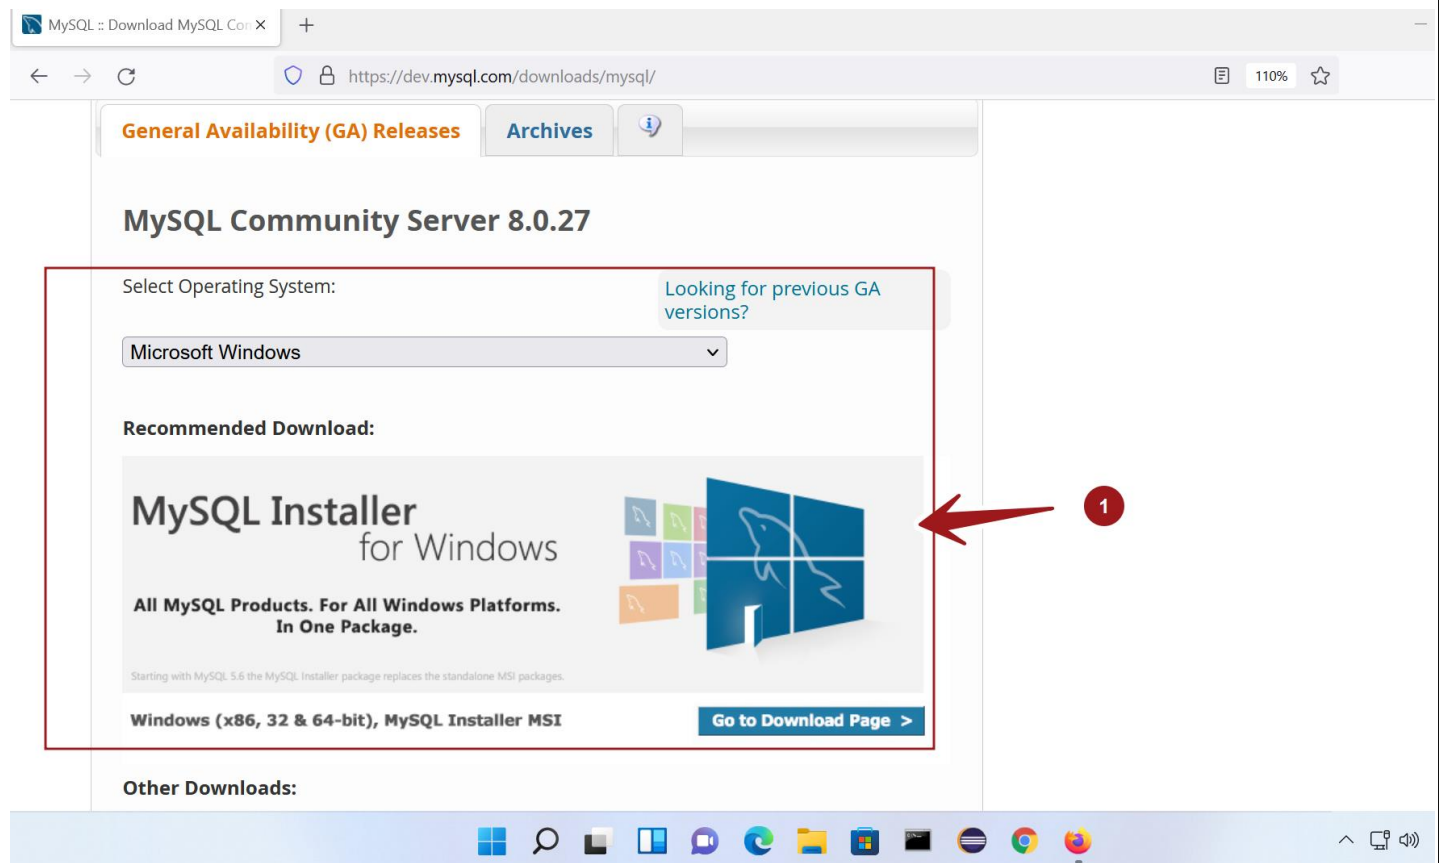 MySQL :: Download MySQL Con
https://dev.mysql.com/downloads/mysql/
110%
General Availability (GA) Releases
Archives
MySQL Community Server 8.0.27
Select Operating System:
Looking for previous GA
versions?
Microsoft Windows
Recommended Download:
MySQL Installer
for Windows
All MySQL Products. For All Windows Platforms.
In One Package.
Starting with MySQL 5.6 the MySQL Installer package replaces the standalone MSI packages.
Windows (x86, 32 & 64-bit), MySQL Installer MSI
Go to Download Page >
1
Other Downloads: